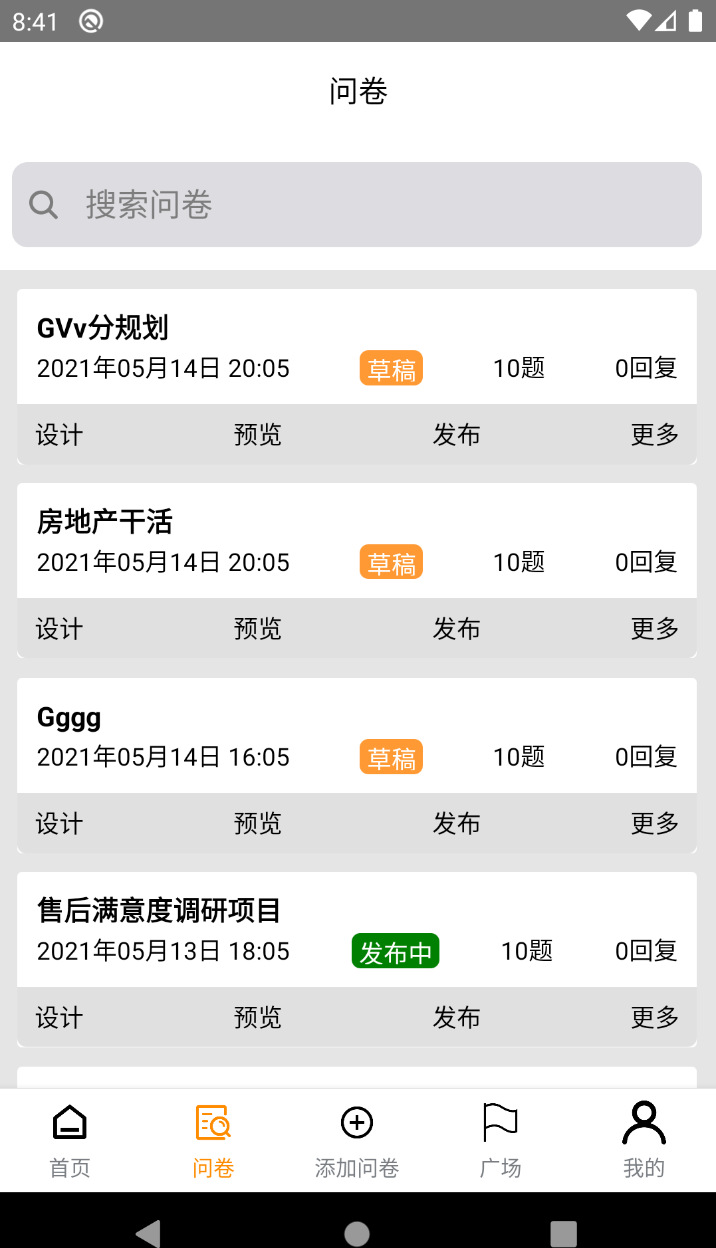 8:41
问卷
搜索问卷
GVv分规划
2021年05月14日 20:05 草稿 10题 0回复
设计 预览 发布 更多
房地产干活
2021年05月14日 20:05 草稿 10题 0回复
设计 预览 发布 更多
Gggg
2021年05月14日 16:05 草稿 10题 0回复
设计 预览 发布 更多
售后满意度调研项目
2021年05月13日 18:05 发布中 10题 0回复
设计 预览 发布 更多
首页 问卷 添加问卷 广场 我的